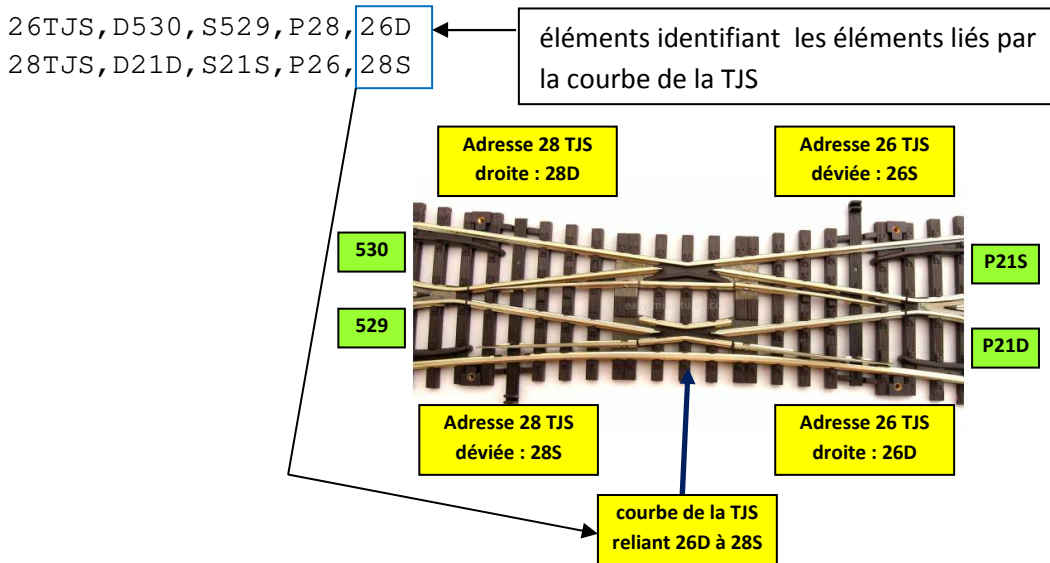 26TJS,D530,S529,P28,26D
28TJS,D21D,S21S,P26,28S
éléments identifiant les éléments liés par
la courbe de la TJS
Adresse 28 TJS
droite : 28D
Adresse 26 TJS
déviée : 26S
530
P21S
529
P21D
Adresse 28 TJS
déviée : 28S
Adresse 26 TJS
droite : 26D
courbe de la TJS
reliant 26D à 28S